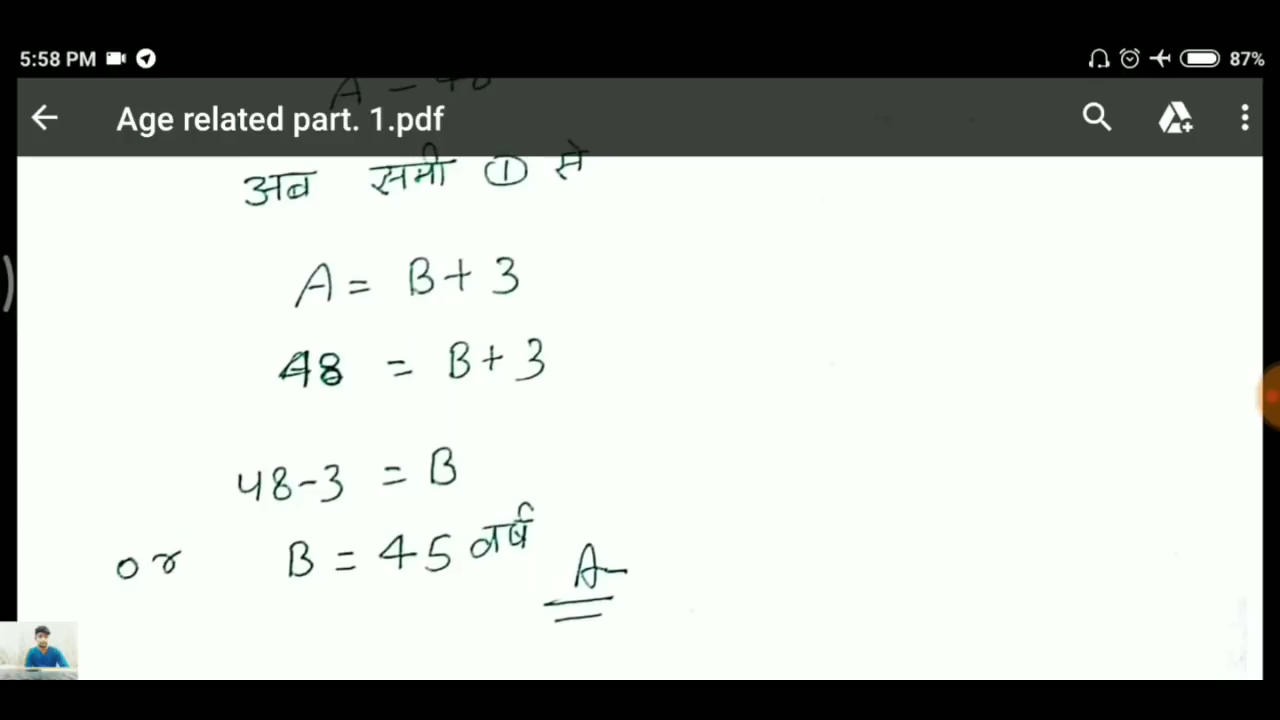 5:58 PM 87%
Age related part. 1.pdf
अब समी ① से
A = B + 3
48 = B + 3
48 - 3 = B
or B = 45 वर्ष
A